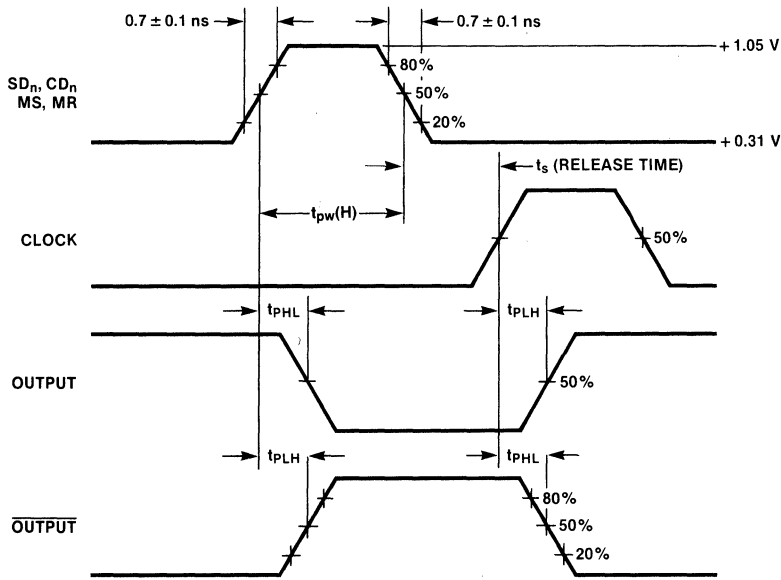 0.7 ± 0.1 ns
0.7 ± 0.1 ns
+ 1.05 V
SDn, CDn
MS, MR
80%
50%
20%
+ 0.31 V
ts (RELEASE TIME)
tpw(H)
CLOCK
50%
tPHL
tPLH
OUTPUT
50%
tPLH
tPHL
OUTPUT
80%
50%
20%